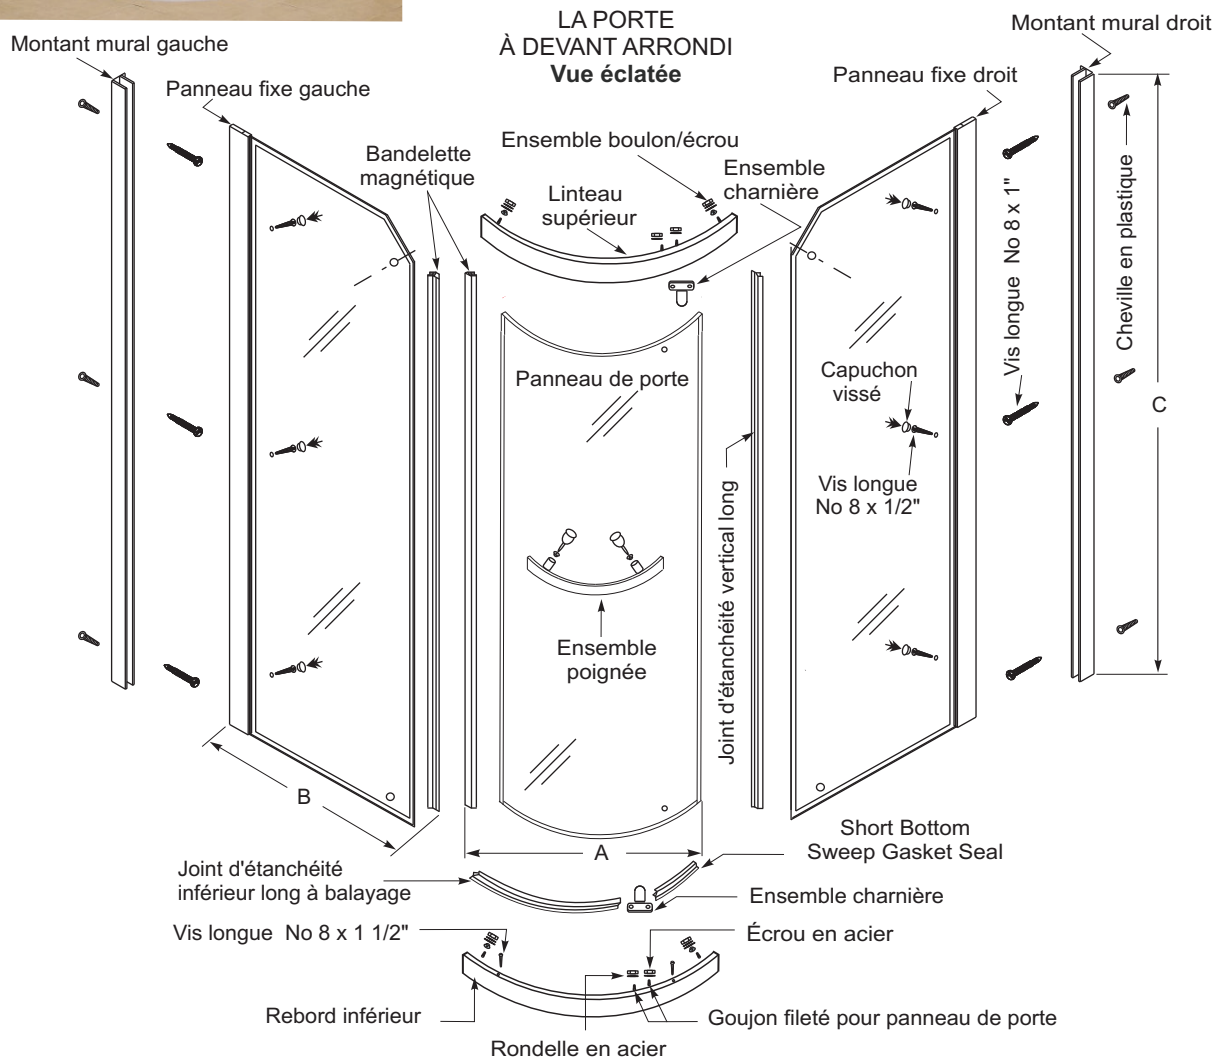 LA PORTE
À DEVANT ARRONDI
Vue éclatée
Montant mural gauche
Montant mural droit
Panneau fixe gauche
Panneau fixe droit
Ensemble boulon/écrou
Bandelette
magnétique
Ensemble
charnière
Linteau
supérieur
Cheville en plastique
Vis longue No 8 x 1"
Panneau de porte
Capuchon
vissé
C
Vis longue
No 8 x 1/2"
Joint d'étanchéité vertical long
Ensemble
poignée
B
A
Short Bottom
Sweep Gasket Seal
Joint d'étanchéité
inférieur long à balayage
Ensemble charnière
Vis longue No 8 x 1 1/2"
Écrou en acier
Rebord inférieur
Goujon fileté pour panneau de porte
Rondelle en acier